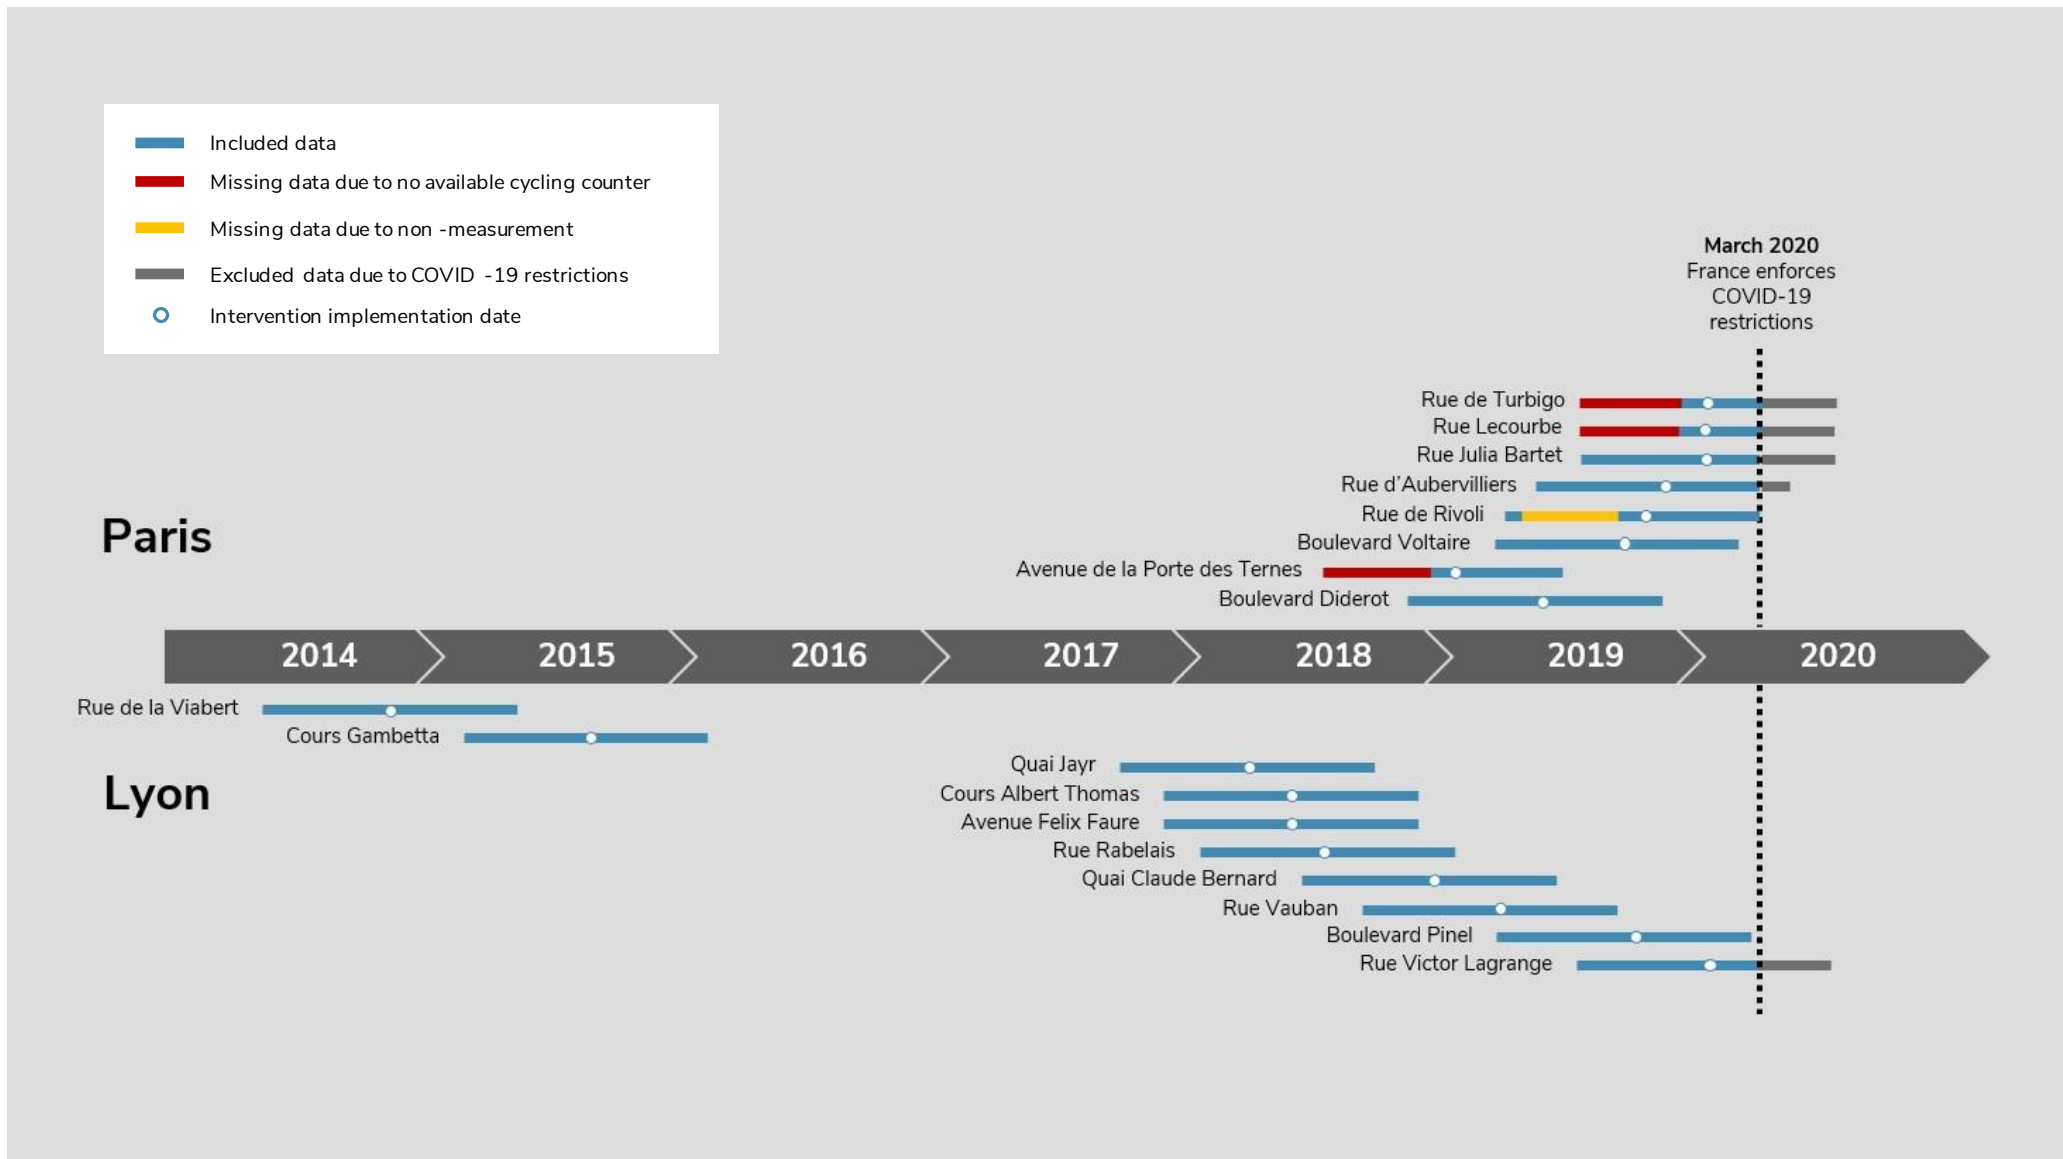 Included data
Missing data due to no available cycling counter
Missing data due to non -measurement
Excluded data due to COVID -19 restrictions
Intervention implementation date
March 2020
France enforces
COVID-19
restrictions
Rue de Turbigo
Rue Lecourbe
Rue Julia Bartet
Rue d’Aubervilliers
Rue de Rivoli
Paris
Boulevard Voltaire
Avenue de la Porte des Ternes
Boulevard Diderot
2014 2015 2016 2017 2018 2019 2020
Rue de la Viabert
Cours Gambetta
Quai Jayr
Lyon
Cours Albert Thomas
Avenue Felix Faure
Rue Rabelais
Quai Claude Bernard
Rue Vauban
Boulevard Pinel
Rue Victor Lagrange